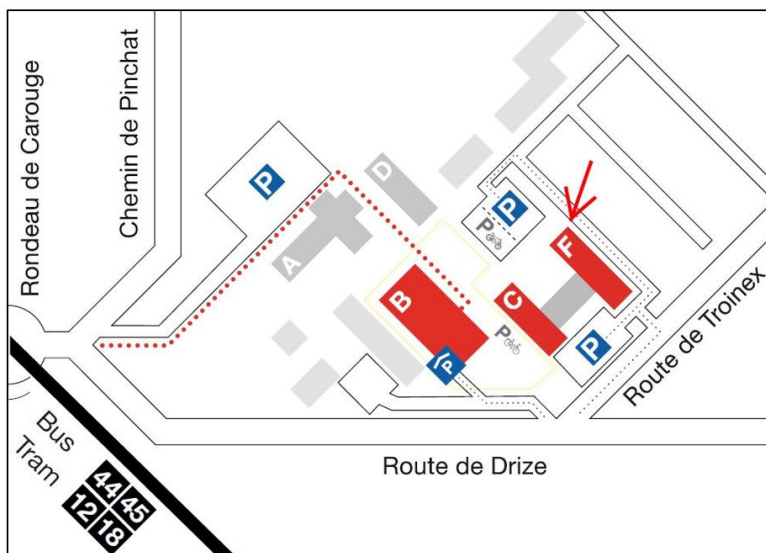 Rondeau de Carouge
Chemin de Pinchat
P
D
A
P
P
F
B
C
P
P
P
Route de Troinex
Route de Drize
Bus
Tram
44 45
12 18